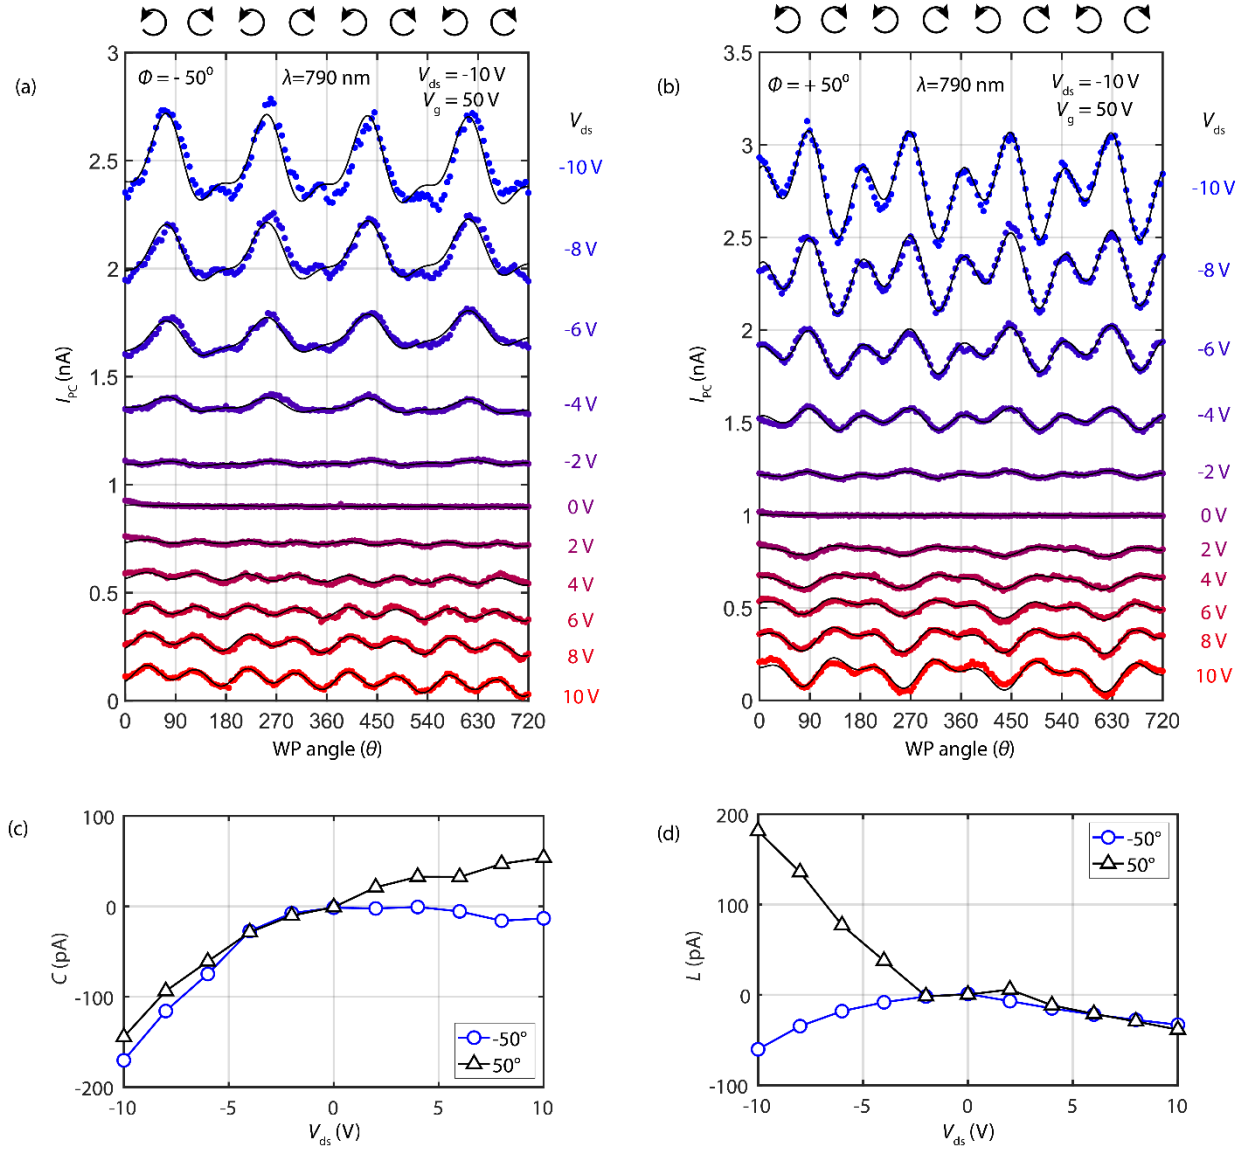 (a)
Φ = - 50°
λ=790 nm
V_ds = -10 V
V_g = 50 V
V_ds
-10 V
-8 V
-6 V
-4 V
-2 V
0 V
2 V
4 V
6 V
8 V
10 V
3
2.5
2
1.5
1
0.5
0
I_PC (nA)
0 90 180 270 360 450 540 630 720
WP angle (θ)
(b)
Φ = + 50°
λ=790 nm
V_ds = -10 V
V_g = 50 V
V_ds
-10 V
-8 V
-6 V
-4 V
-2 V
0 V
2 V
4 V
6 V
8 V
10 V
3.5
3
2.5
2
1.5
1
0.5
0
I_PC (nA)
0 90 180 270 360 450 540 630 720
WP angle (θ)
(c)
100
0
-100
-200
C (pA)
-50°
50°
-10 -5 0 5 10
V_ds (V)
(d)
200
100
0
-100
L (pA)
-50°
50°
-10 -5 0 5 10
V_ds (V)